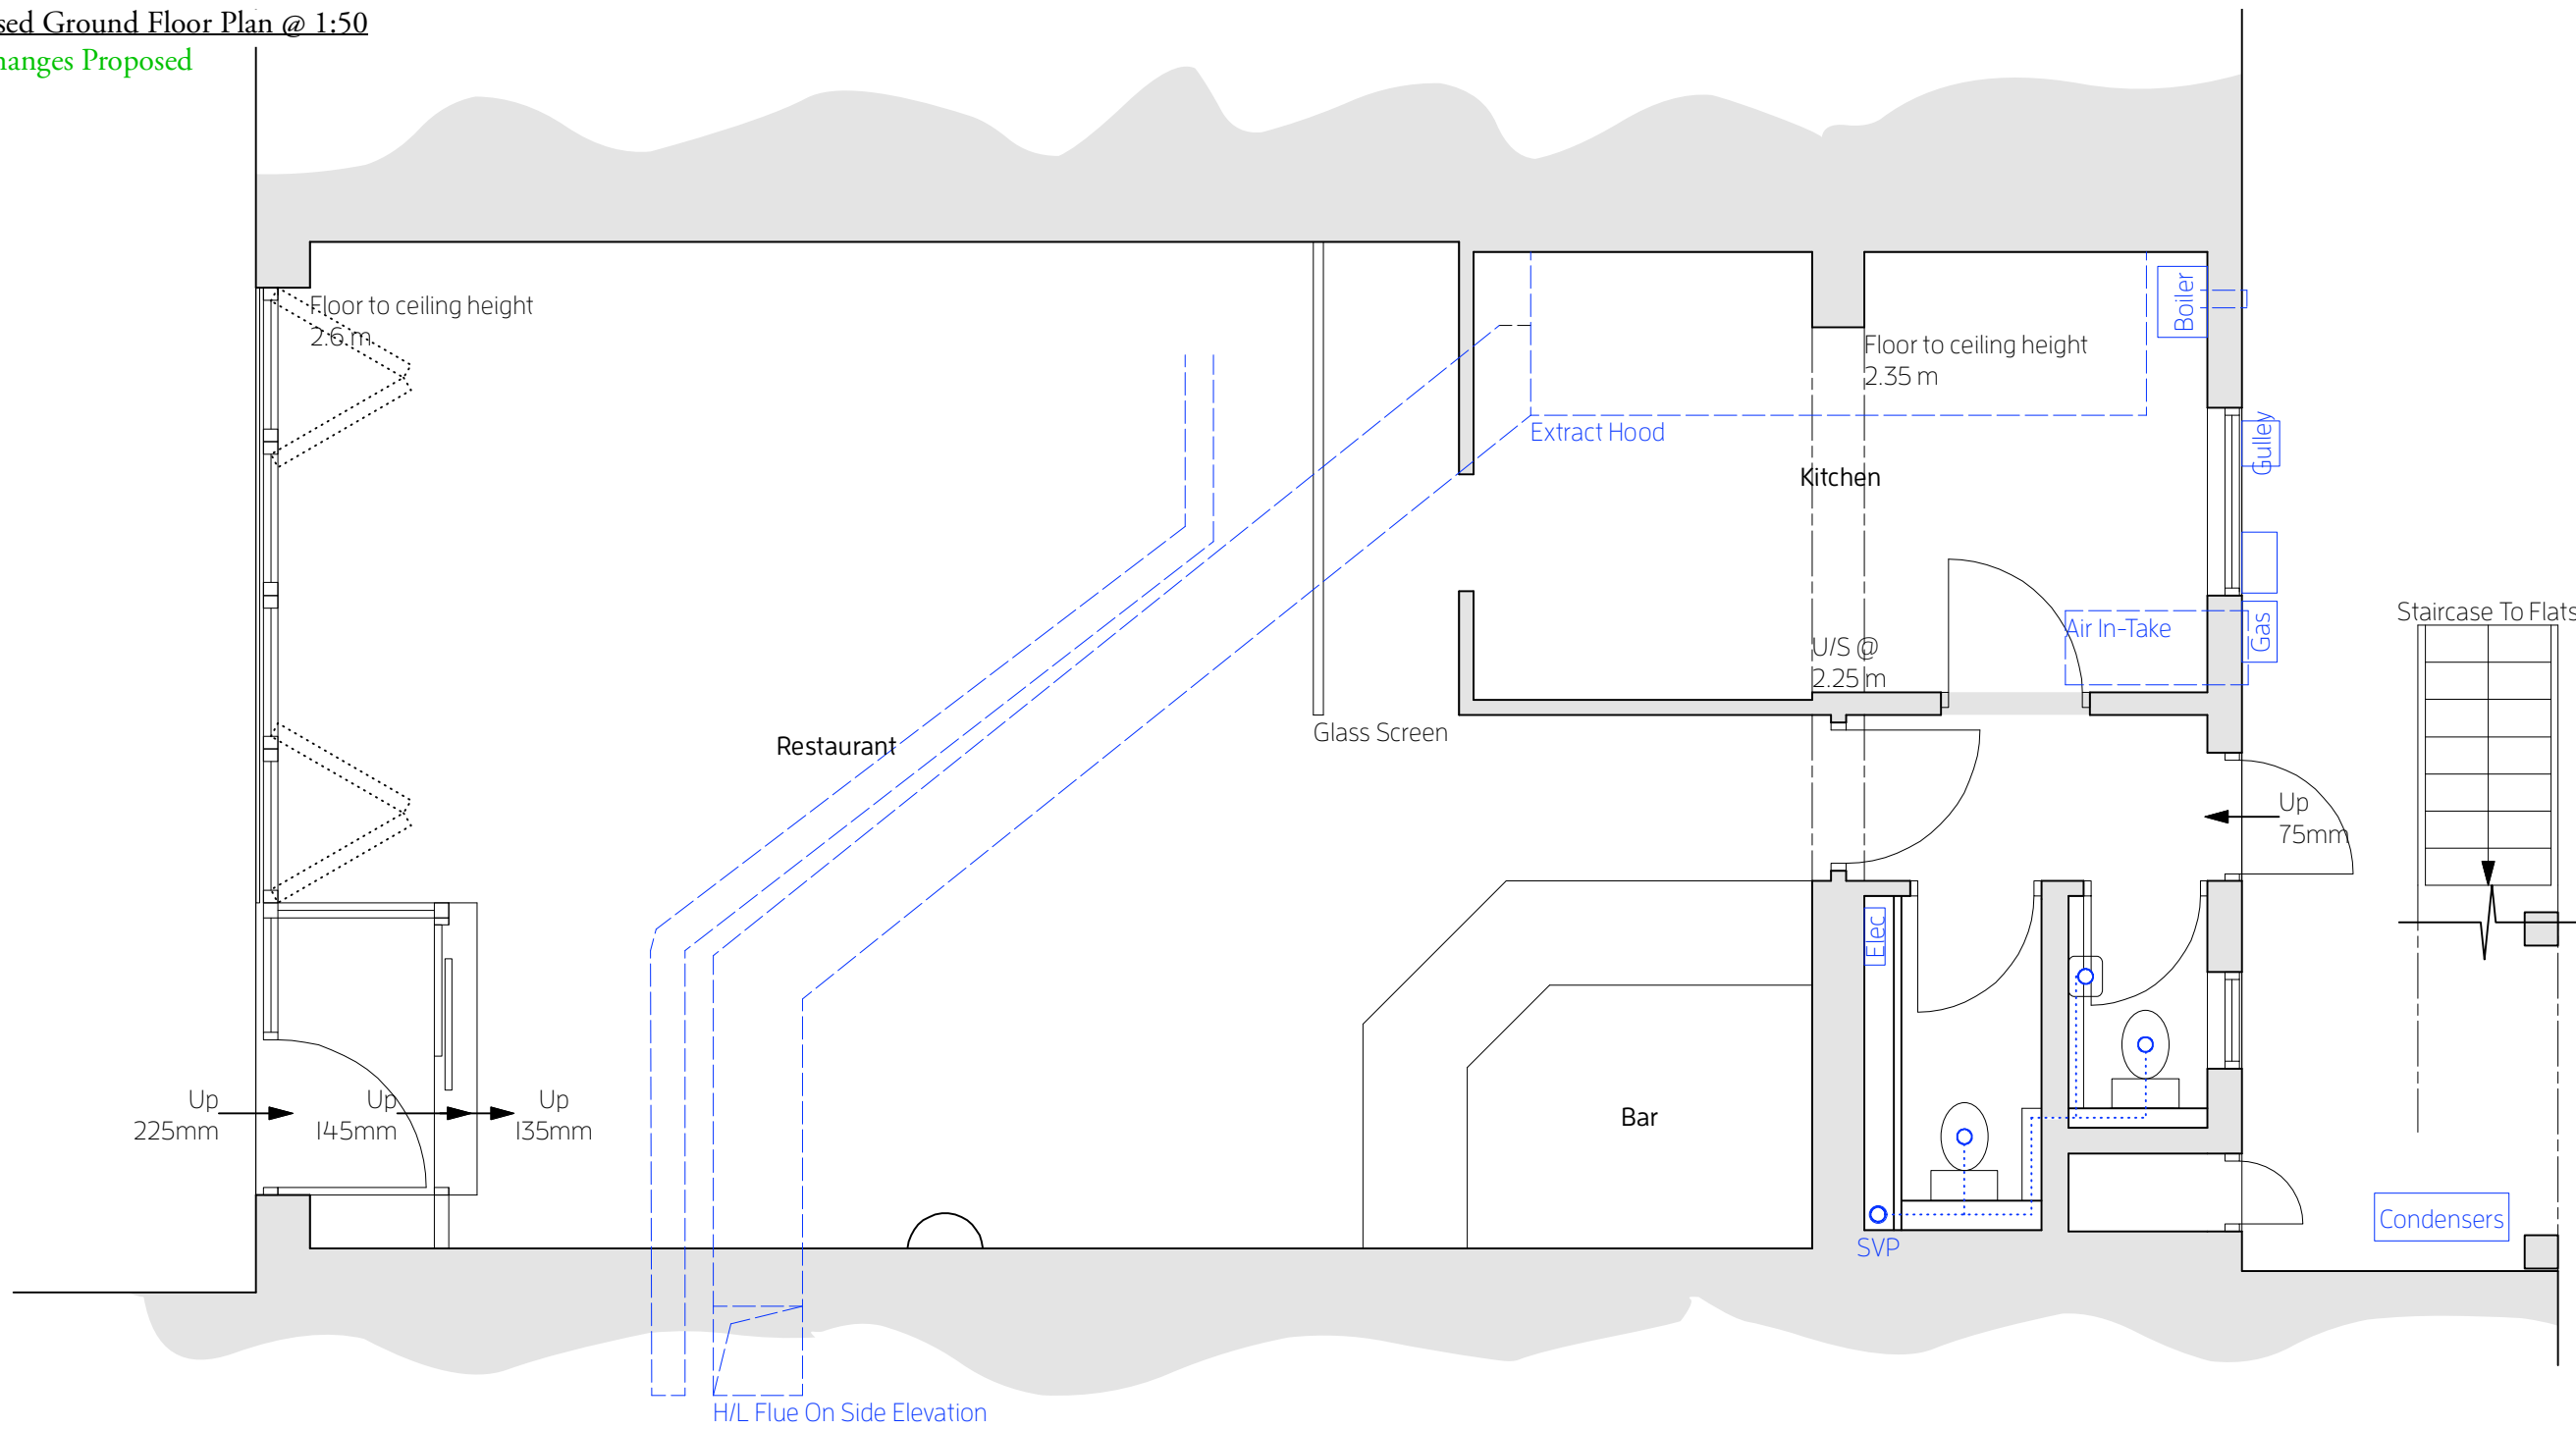 sed Ground Floor Plan @ 1:50
hanges Proposed
Floor to ceiling height
2.6 m
Boiler
Floor to ceiling height
2.35 m
Extract Hood
Gulley
Kitchen
Staircase To Flats
Air In-Take
Gas
U/S @
2.25 m
Glass Screen
Restaurant
Up
75mm
Elec
Up
225mm
Up
145mm
Up
135mm
Bar
Condensers
SVP
H/L Flue On Side Elevation